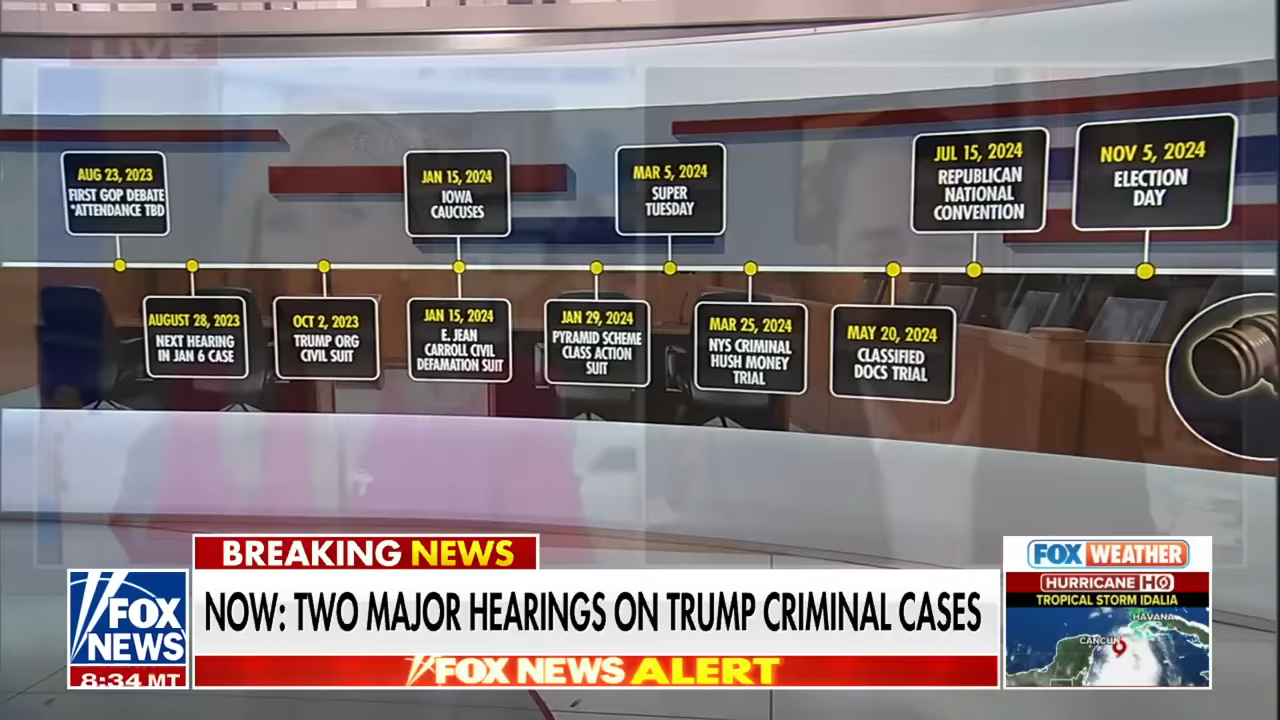 LIVE
AUG 23, 2023
FIRST GOP DEBATE
*ATTENDANCE TBD
JAN 15, 2024
IOWA
CAUCUSES
MAR 5, 2024
SUPER
TUESDAY
JUL 15, 2024
REPUBLICAN
NATIONAL
CONVENTION
NOV 5, 2024
ELECTION
DAY
AUGUST 28, 2023
NEXT HEARING
IN JAN 6 CASE
OCT 2, 2023
TRUMP ORG
CIVIL SUIT
JAN 15, 2024
E. JEAN
CARROLL CIVIL
DEFAMATION SUIT
JAN 29, 2024
PYRAMID SCHEME
CLASS ACTION
SUIT
MAR 25, 2024
NYS CRIMINAL
HUSH MONEY
TRIAL
MAY 20, 2024
CLASSIFIED
DOCS TRIAL
BREAKING NEWS
NOW: TWO MAJOR HEARINGS ON TRUMP CRIMINAL CASES
FOX NEWS ALERT
FOX
NEWS
8:34 MT
FOX WEATHER
HURRICANE HQ
TROPICAL STORM IDALIA
HAVANA
CANCUN